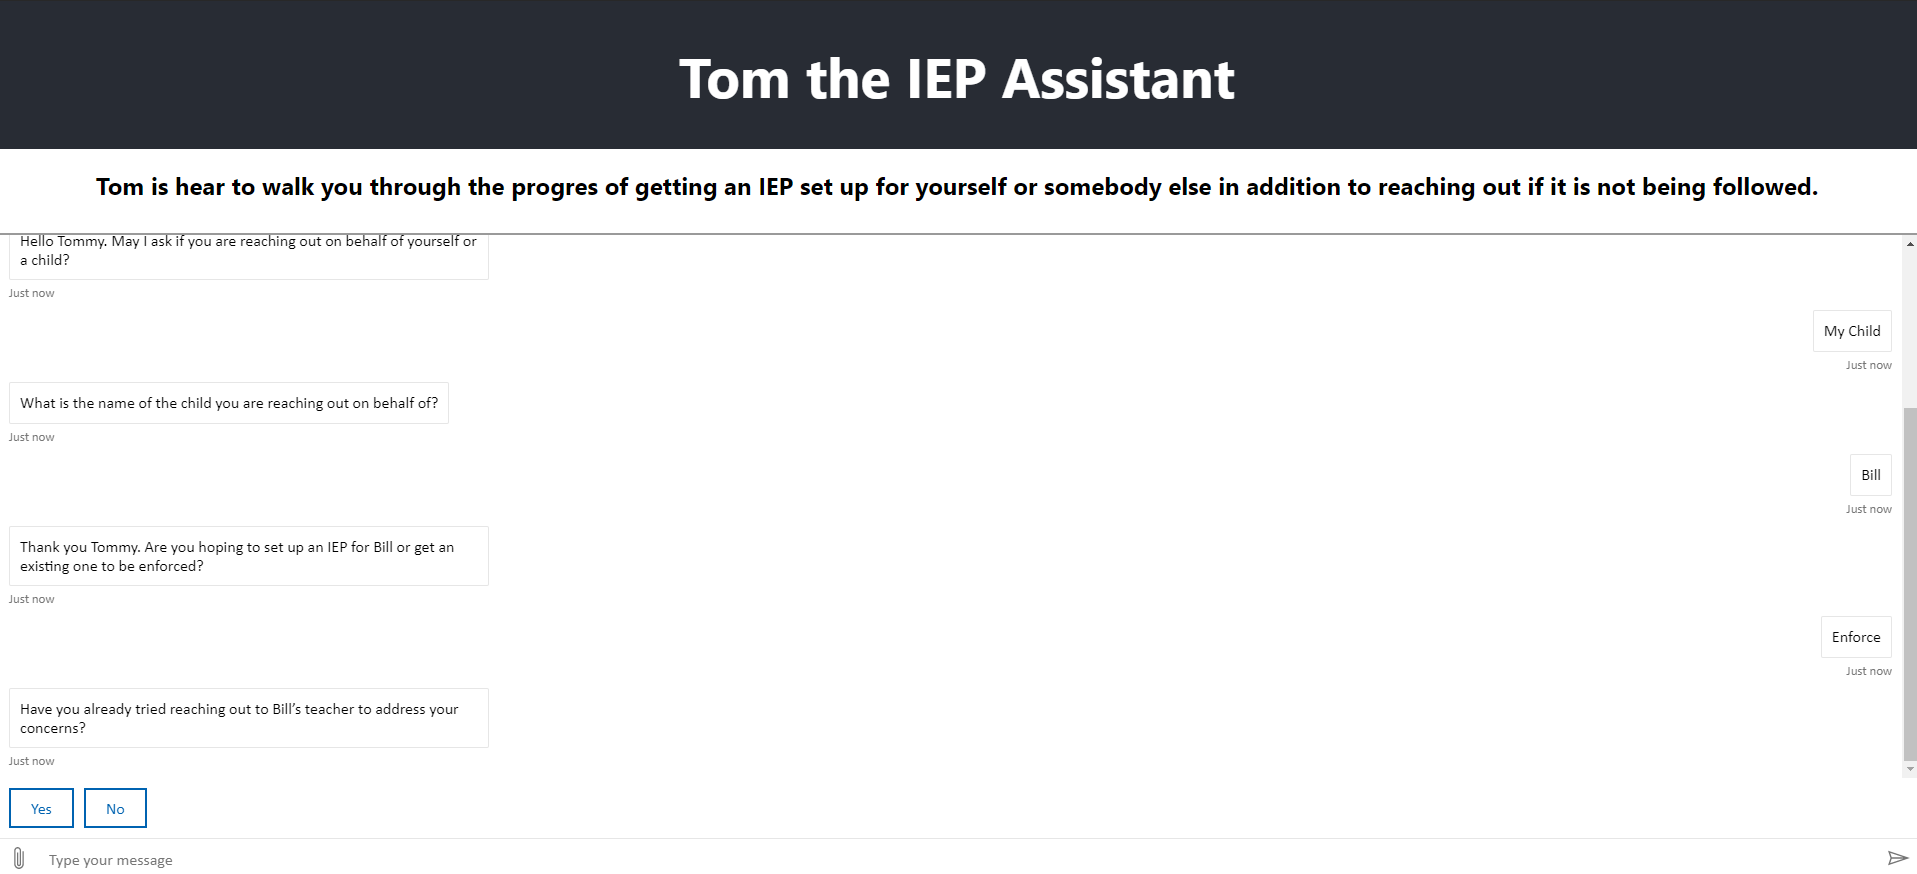 Tom the IEP Assistant
Tom is hear to walk you through the progres of getting an IEP set up for yourself or somebody else in addition to reaching out if it is not being followed.
Hello Tommy. May I ask if you are reaching out on behalf of yourself or
a child?
Just now
My Child
Just now
What is the name of the child you are reaching out on behalf of?
Just now
Bill
Just now
Thank you Tommy. Are you hoping to set up an IEP for Bill or get an
existing one to be enforced?
Just now
Enforce
Just now
Have you already tried reaching out to Bill’s teacher to address your
concerns?
Just now
Yes No
Type your message